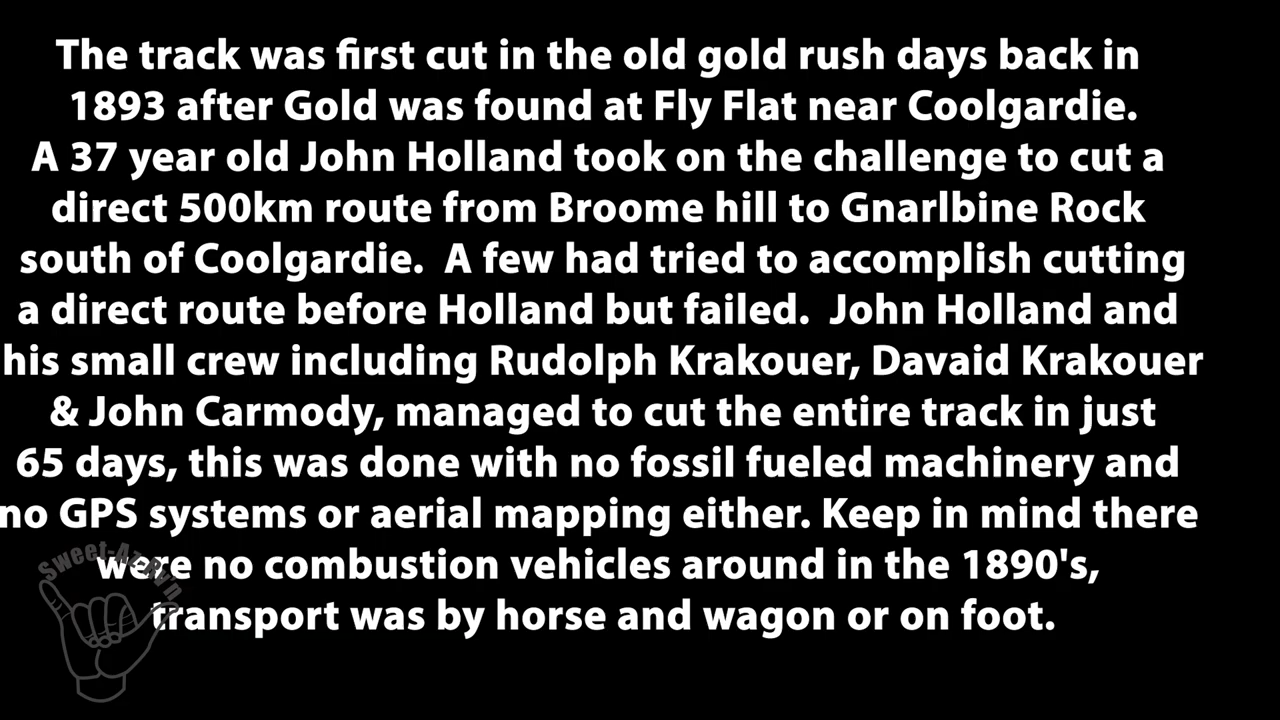 The track was first cut in the old gold rush days back in
1893 after Gold was found at Fly Flat near Coolgardie.
A 37 year old John Holland took on the challenge to cut a
direct 500km route from Broome hill to Gnarlbine Rock
south of Coolgardie.  A few had tried to accomplish cutting
a direct route before Holland but failed.  John Holland and
his small crew including Rudolph Krakouer, Davaid Krakouer
& John Carmody, managed to cut the entire track in just
65 days, this was done with no fossil fueled machinery and
no GPS systems or aerial mapping either. Keep in mind there
were no combustion vehicles around in the 1890's,
transport was by horse and wagon or on foot.